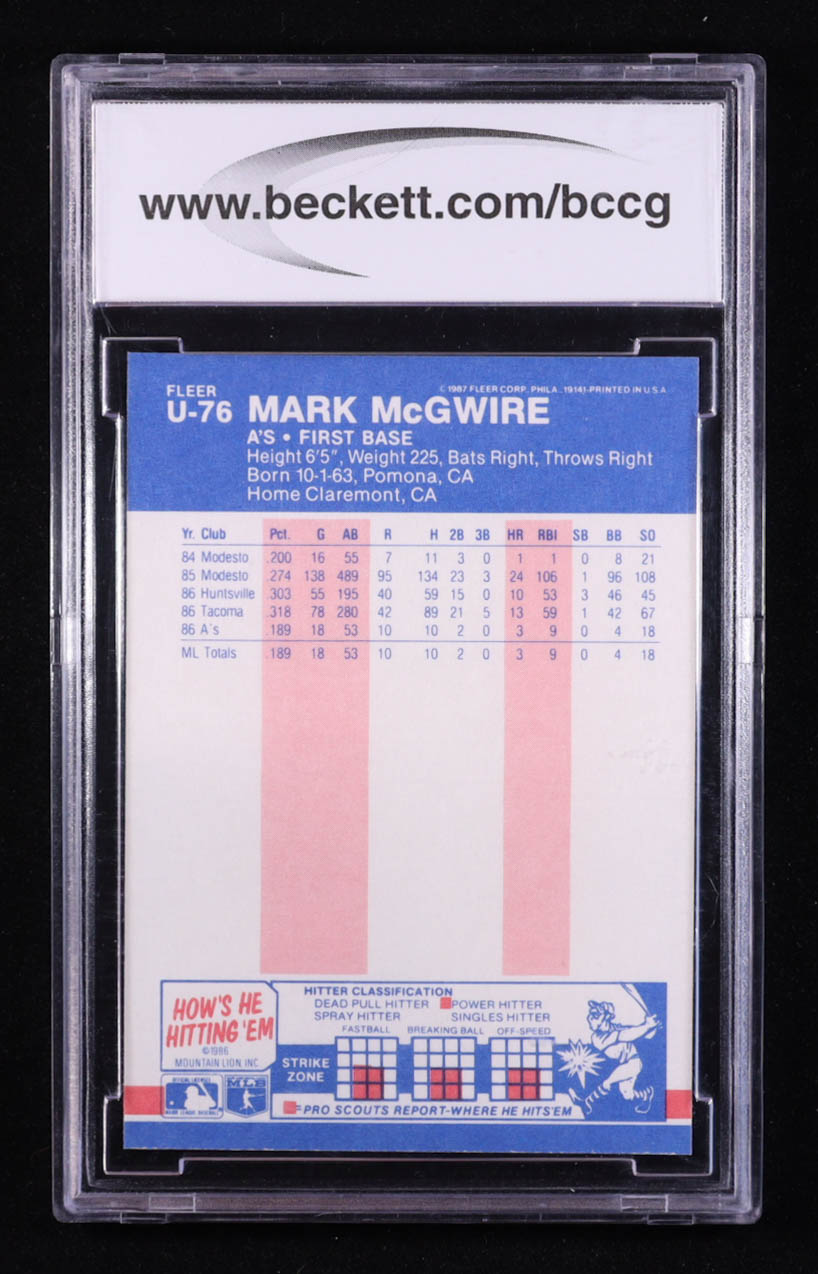 www.beckett.com/bccg
FLEER
U-76 MARK McGWIRE
© 1987 FLEER CORP., PHILA., 19141-PRINTED IN U.S.A.
A'S • FIRST BASE
Height 6'5", Weight 225, Bats Right, Throws Right
Born 10-1-63, Pomona, CA
Home Claremont, CA
Yr. Club Pct. G AB R H 2B 3B HR RBI SB BB SO
84 Modesto .200 16 55 7 11 3 0 1 1 0 8 21
85 Modesto .274 138 489 95 134 23 3 24 106 1 96 108
86 Huntsville .303 55 195 40 59 15 0 10 53 3 46 45
86 Tacoma .318 78 280 42 89 21 5 13 59 1 42 67
86 A's .189 18 53 10 10 2 0 3 9 0 4 18
ML Totals .189 18 53 10 10 2 0 3 9 0 4 18
HOW'S HE
HITTING 'EM
©1986
MOUNTAIN LION, INC
HITTER CLASSIFICATION
DEAD PULL HITTER POWER HITTER
SPRAY HITTER SINGLES HITTER
FASTBALL BREAKING BALL OFF-SPEED
STRIKE
ZONE
OFFICIAL LICENSEE
MAJOR LEAGUE BASEBALL
=PRO SCOUTS REPORT-WHERE HE HITS'EM